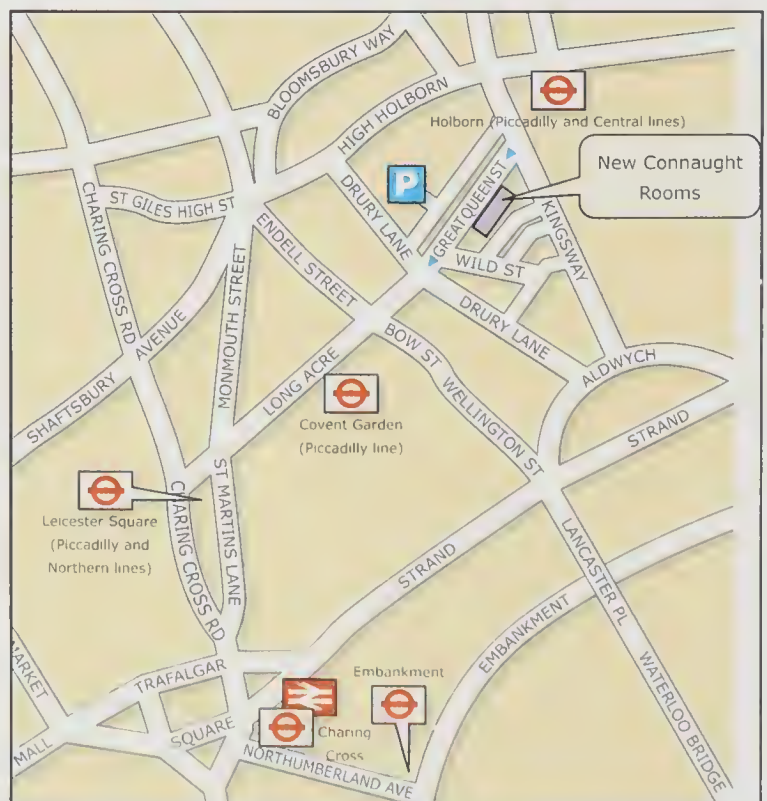 BLOOMSBURY WAY
HIGH HOLBORN
Holborn (Piccadilly and Central lines)
New Connaught
Rooms
P
GREAT QUEEN ST
KINGSWAY
DRURY LANE
CHARING CROSS RD
ST GILES HIGH ST
ENDELL STREET
WILD ST
MONMOUTH STREET
SHAFTSBURY AVENUE
LONG ACRE
BOW ST
DRURY LANE
ALDWYCH
Covent Garden
(Piccadilly line)
WELLINGTON ST
STRAND
Leicester Square
(Piccadilly and
Northern lines)
CHARING CROSS RD
ST MARTINS LANE
STRAND
LANCASTER PL
EMBANKMENT
WATERLOO BRIDGE
MARKET
TRAFALGAR
SQUARE
MALL
Embankment
Charing
Cross
NORTHUMBERLAND AVE